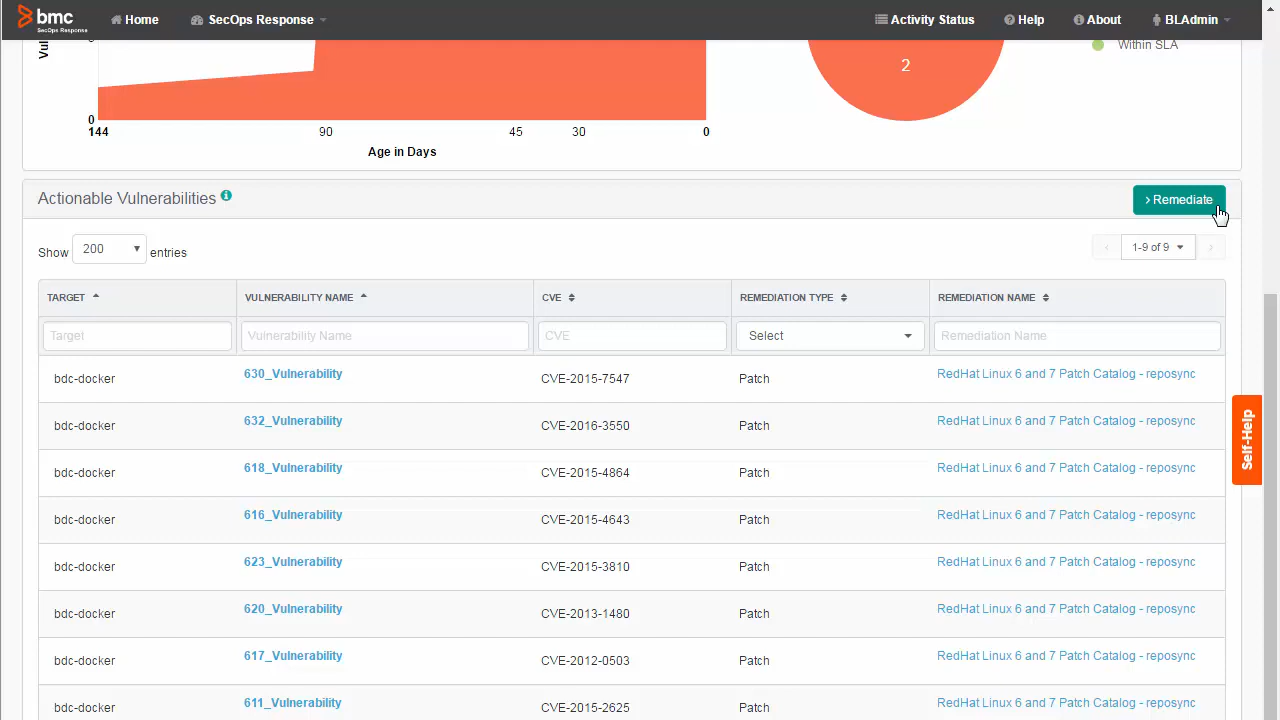 bmc
SecOps Response
Home
SecOps Response
Activity Status
Help
About
BLAdmin
Vul
0
144
90
45
30
0
Age in Days
2
Within SLA
Actionable Vulnerabilities
Remediate
Show 200 entries
1-9 of 9
TARGET VULNERABILITY NAME CVE REMEDIATION TYPE REMEDIATION NAME
Target Vulnerability Name CVE Select Remediation Name
bdc-docker 630_Vulnerability CVE-2015-7547 Patch RedHat Linux 6 and 7 Patch Catalog - reposync
bdc-docker 632_Vulnerability CVE-2016-3550 Patch RedHat Linux 6 and 7 Patch Catalog - reposync
bdc-docker 618_Vulnerability CVE-2015-4864 Patch RedHat Linux 6 and 7 Patch Catalog - reposync
bdc-docker 616_Vulnerability CVE-2015-4643 Patch RedHat Linux 6 and 7 Patch Catalog - reposync
bdc-docker 623_Vulnerability CVE-2015-3810 Patch RedHat Linux 6 and 7 Patch Catalog - reposync
bdc-docker 620_Vulnerability CVE-2013-1480 Patch RedHat Linux 6 and 7 Patch Catalog - reposync
bdc-docker 617_Vulnerability CVE-2012-0503 Patch RedHat Linux 6 and 7 Patch Catalog - reposync
bdc-docker 611_Vulnerability CVE-2015-2625 Patch RedHat Linux 6 and 7 Patch Catalog - reposync
Self-Help